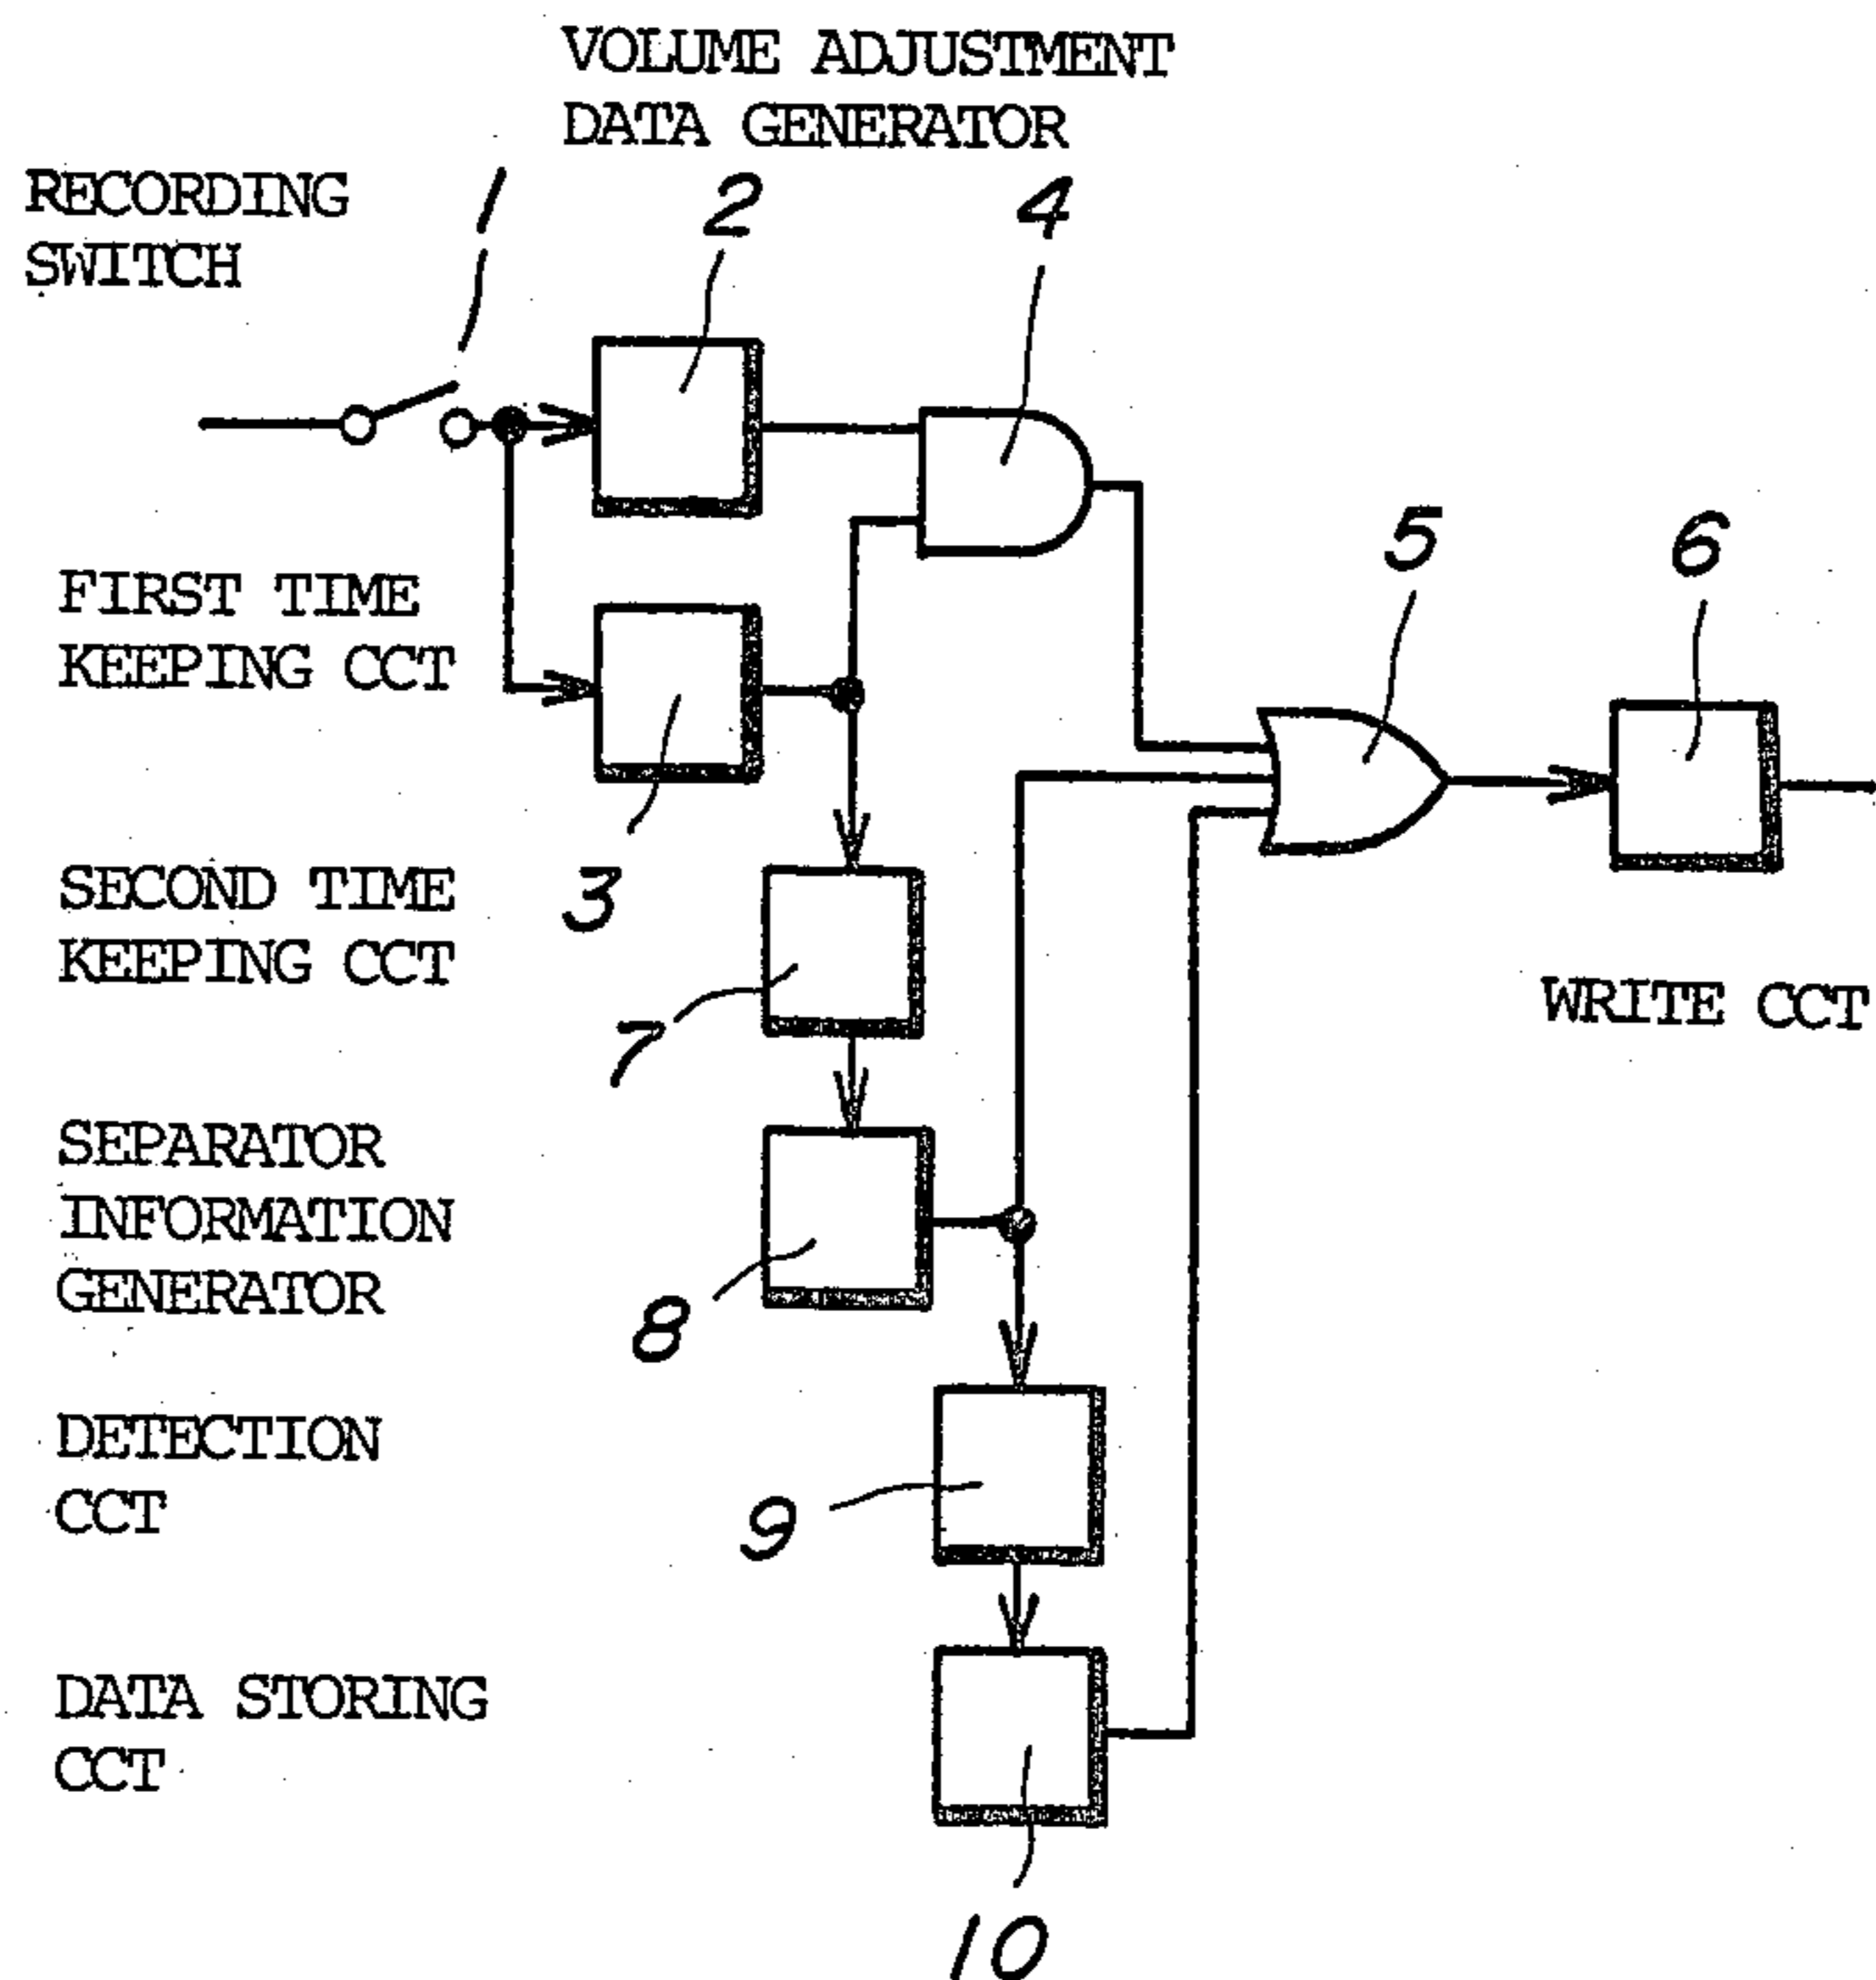 VOLUME ADJUSTMENT
DATA GENERATOR
RECORDING
SWITCH
1
2
4
FIRST TIME
KEEPING CCT
5
6
SECOND TIME
KEEPING CCT
3
WRITE CCT
7
SEPARATOR
INFORMATION
GENERATOR
8
DETECTION
CCT
9
DATA STORING
CCT
10